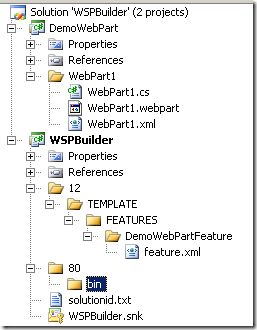 Solution 'WSPBuilder' (2 projects)
DemoWebPart
Properties
References
WebPart1
WebPart1.cs
WebPart1.webpart
WebPart1.xml
WSPBuilder
Properties
References
12
TEMPLATE
FEATURES
DemoWebPartFeature
feature.xml
80
bin
solutionid.txt
WSPBuilder.snk